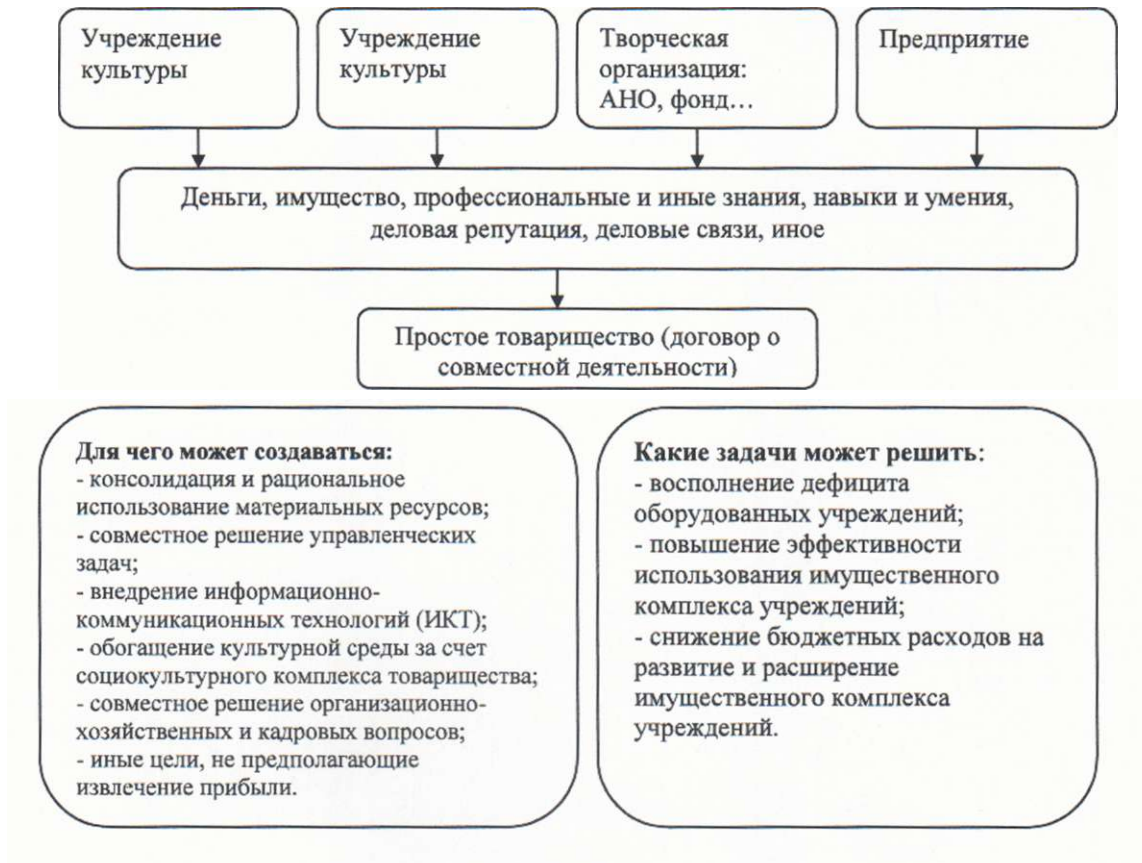 Учреждение
культуры
Учреждение
культуры
Творческая
организация:
АНО, фонд…
Предприятие
Деньги, имущество, профессиональные и иные знания, навыки и умения,
деловая репутация, деловые связи, иное
Простое товарищество (договор о
совместной деятельности)
Для чего может создаваться:
- консолидация и рациональное
использование материальных ресурсов;
- совместное решение управленческих
задач;
- внедрение информационно-
коммуникационных технологий (ИКТ);
- обогащение культурной среды за счет
социокультурного комплекса товарищества;
- совместное решение организационно-
хозяйственных и кадровых вопросов;
- иные цели, не предполагающие
извлечение прибыли.
Какие задачи может решить:
- восполнение дефицита
оборудованных учреждений;
- повышение эффективности
использования имущественного
комплекса учреждений;
- снижение бюджетных расходов на
развитие и расширение
имущественного комплекса
учреждений.